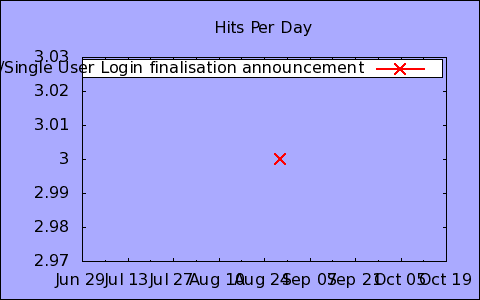 Hits Per Day
/Single User Login finalisation announcement
3.03
3.02
3.01
3
2.99
2.98
2.97
Jun 29 Jul 13 Jul 27 Aug 10 Aug 24 Sep 07 Sep 21 Oct 05 Oct 19